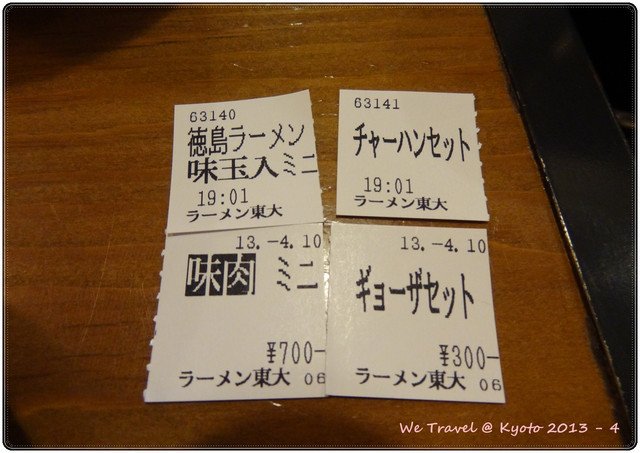 63140
徳島ラーメン
味玉入ミニ
19:01
ラーメン東大
63141
チャーハンセット
19:01
ラーメン東大
13.-4.10
味肉 ミニ
¥700-
ラーメン東大 06
13.-4.10
ギョーザセット
¥300-
ラーメン東大 06
We Travel @ Kyoto 2013 - 4